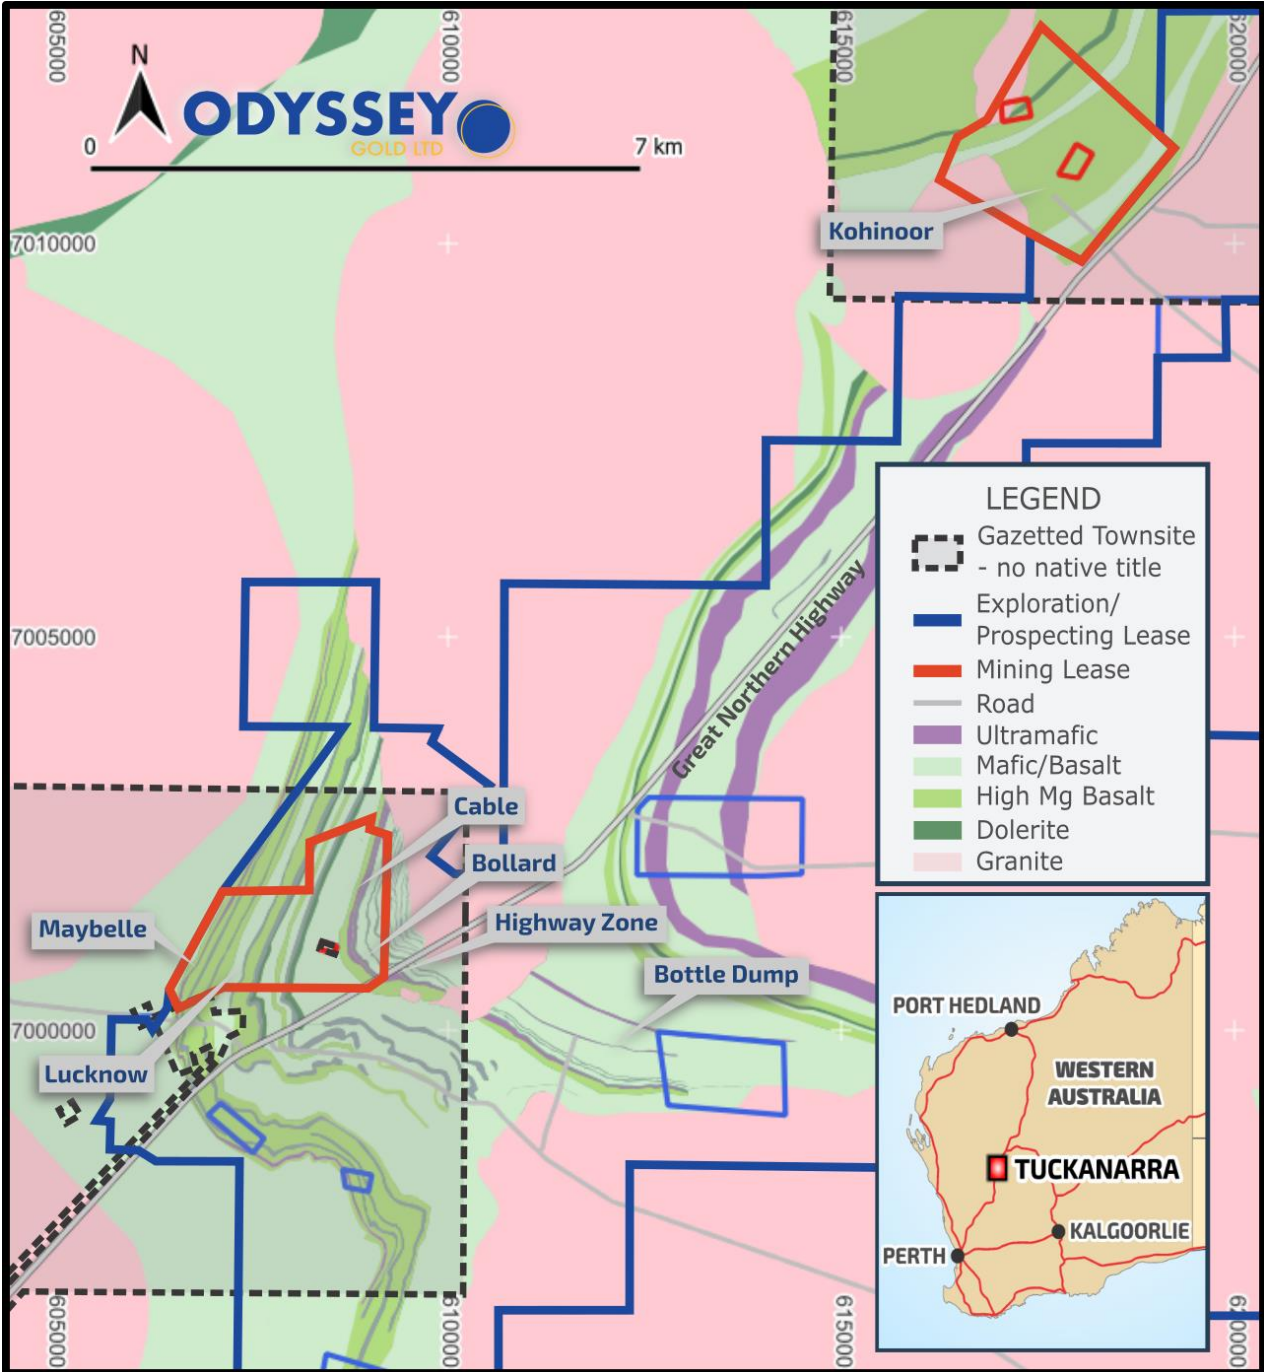 605000
610000
615000
620000
N
ODYSSEY
GOLD LTD
0
7 km
Kohinoor
7010000
LEGEND
Gazetted Townsite
- no native title
Exploration/
Prospecting Lease
Mining Lease
Road
Ultramafic
Mafic/Basalt
High Mg Basalt
Dolerite
Granite
Great Northern Highway
7005000
Cable
Bollard
Highway Zone
Maybelle
Bottle Dump
7000000
Lucknow
PORT HEDLAND
WESTERN
AUSTRALIA
TUCKANARRA
KALGOORLIE
PERTH
605000
610000
615000
620000